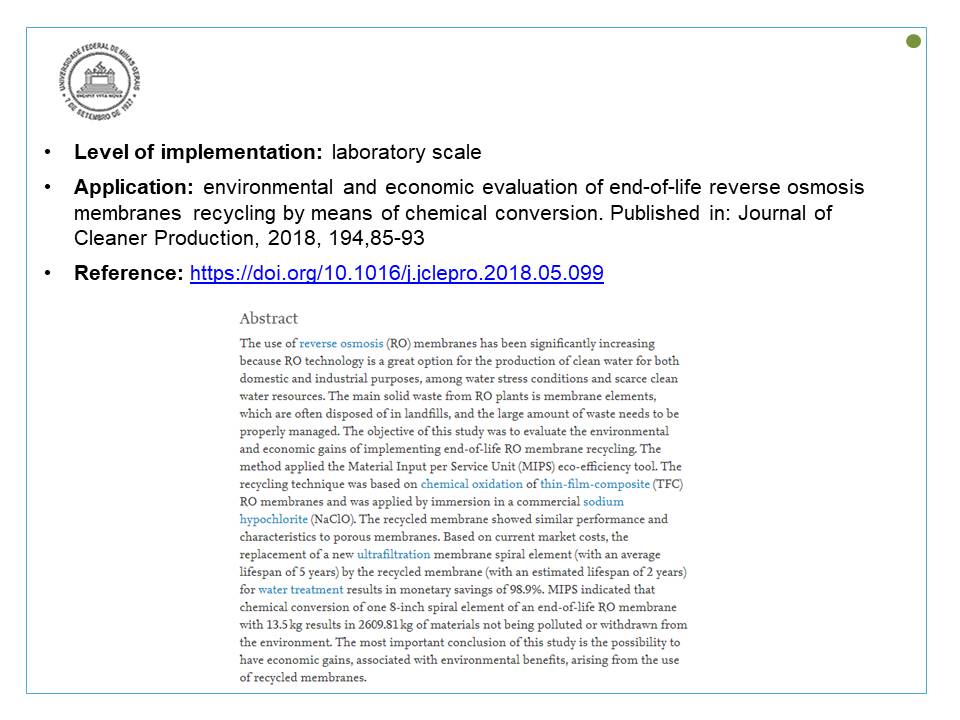 UNIVERSIDADE FEDERAL DE MINAS GERAIS
INCIPIT VITA NOVA
7 DE SETEMBRO DE 1927
• Level of implementation: laboratory scale
• Application: environmental and economic evaluation of end-of-life reverse osmosis
membranes recycling by means of chemical conversion. Published in: Journal of
Cleaner Production, 2018, 194,85-93
• Reference: https://doi.org/10.1016/j.jclepro.2018.05.099
Abstract
The use of reverse osmosis (RO) membranes has been significantly increasing
because RO technology is a great option for the production of clean water for both
domestic and industrial purposes, among water stress conditions and scarce clean
water resources. The main solid waste from RO plants is membrane elements,
which are often disposed of in landfills, and the large amount of waste needs to be
properly managed. The objective of this study was to evaluate the environmental
and economic gains of implementing end-of-life RO membrane recycling. The
method applied the Material Input per Service Unit (MIPS) eco-efficiency tool. The
recycling technique was based on chemical oxidation of thin-film-composite (TFC)
RO membranes and was applied by immersion in a commercial sodium
hypochlorite (NaClO). The recycled membrane showed similar performance and
characteristics to porous membranes. Based on current market costs, the
replacement of a new ultrafiltration membrane spiral element (with an average
lifespan of 5 years) by the recycled membrane (with an estimated lifespan of 2 years)
for water treatment results in monetary savings of 98.9%. MIPS indicated that
chemical conversion of one 8-inch spiral element of an end-of-life RO membrane
with 13.5 kg results in 2609.81 kg of materials not being polluted or withdrawn from
the environment. The most important conclusion of this study is the possibility to
have economic gains, associated with environmental benefits, arising from the use
of recycled membranes.